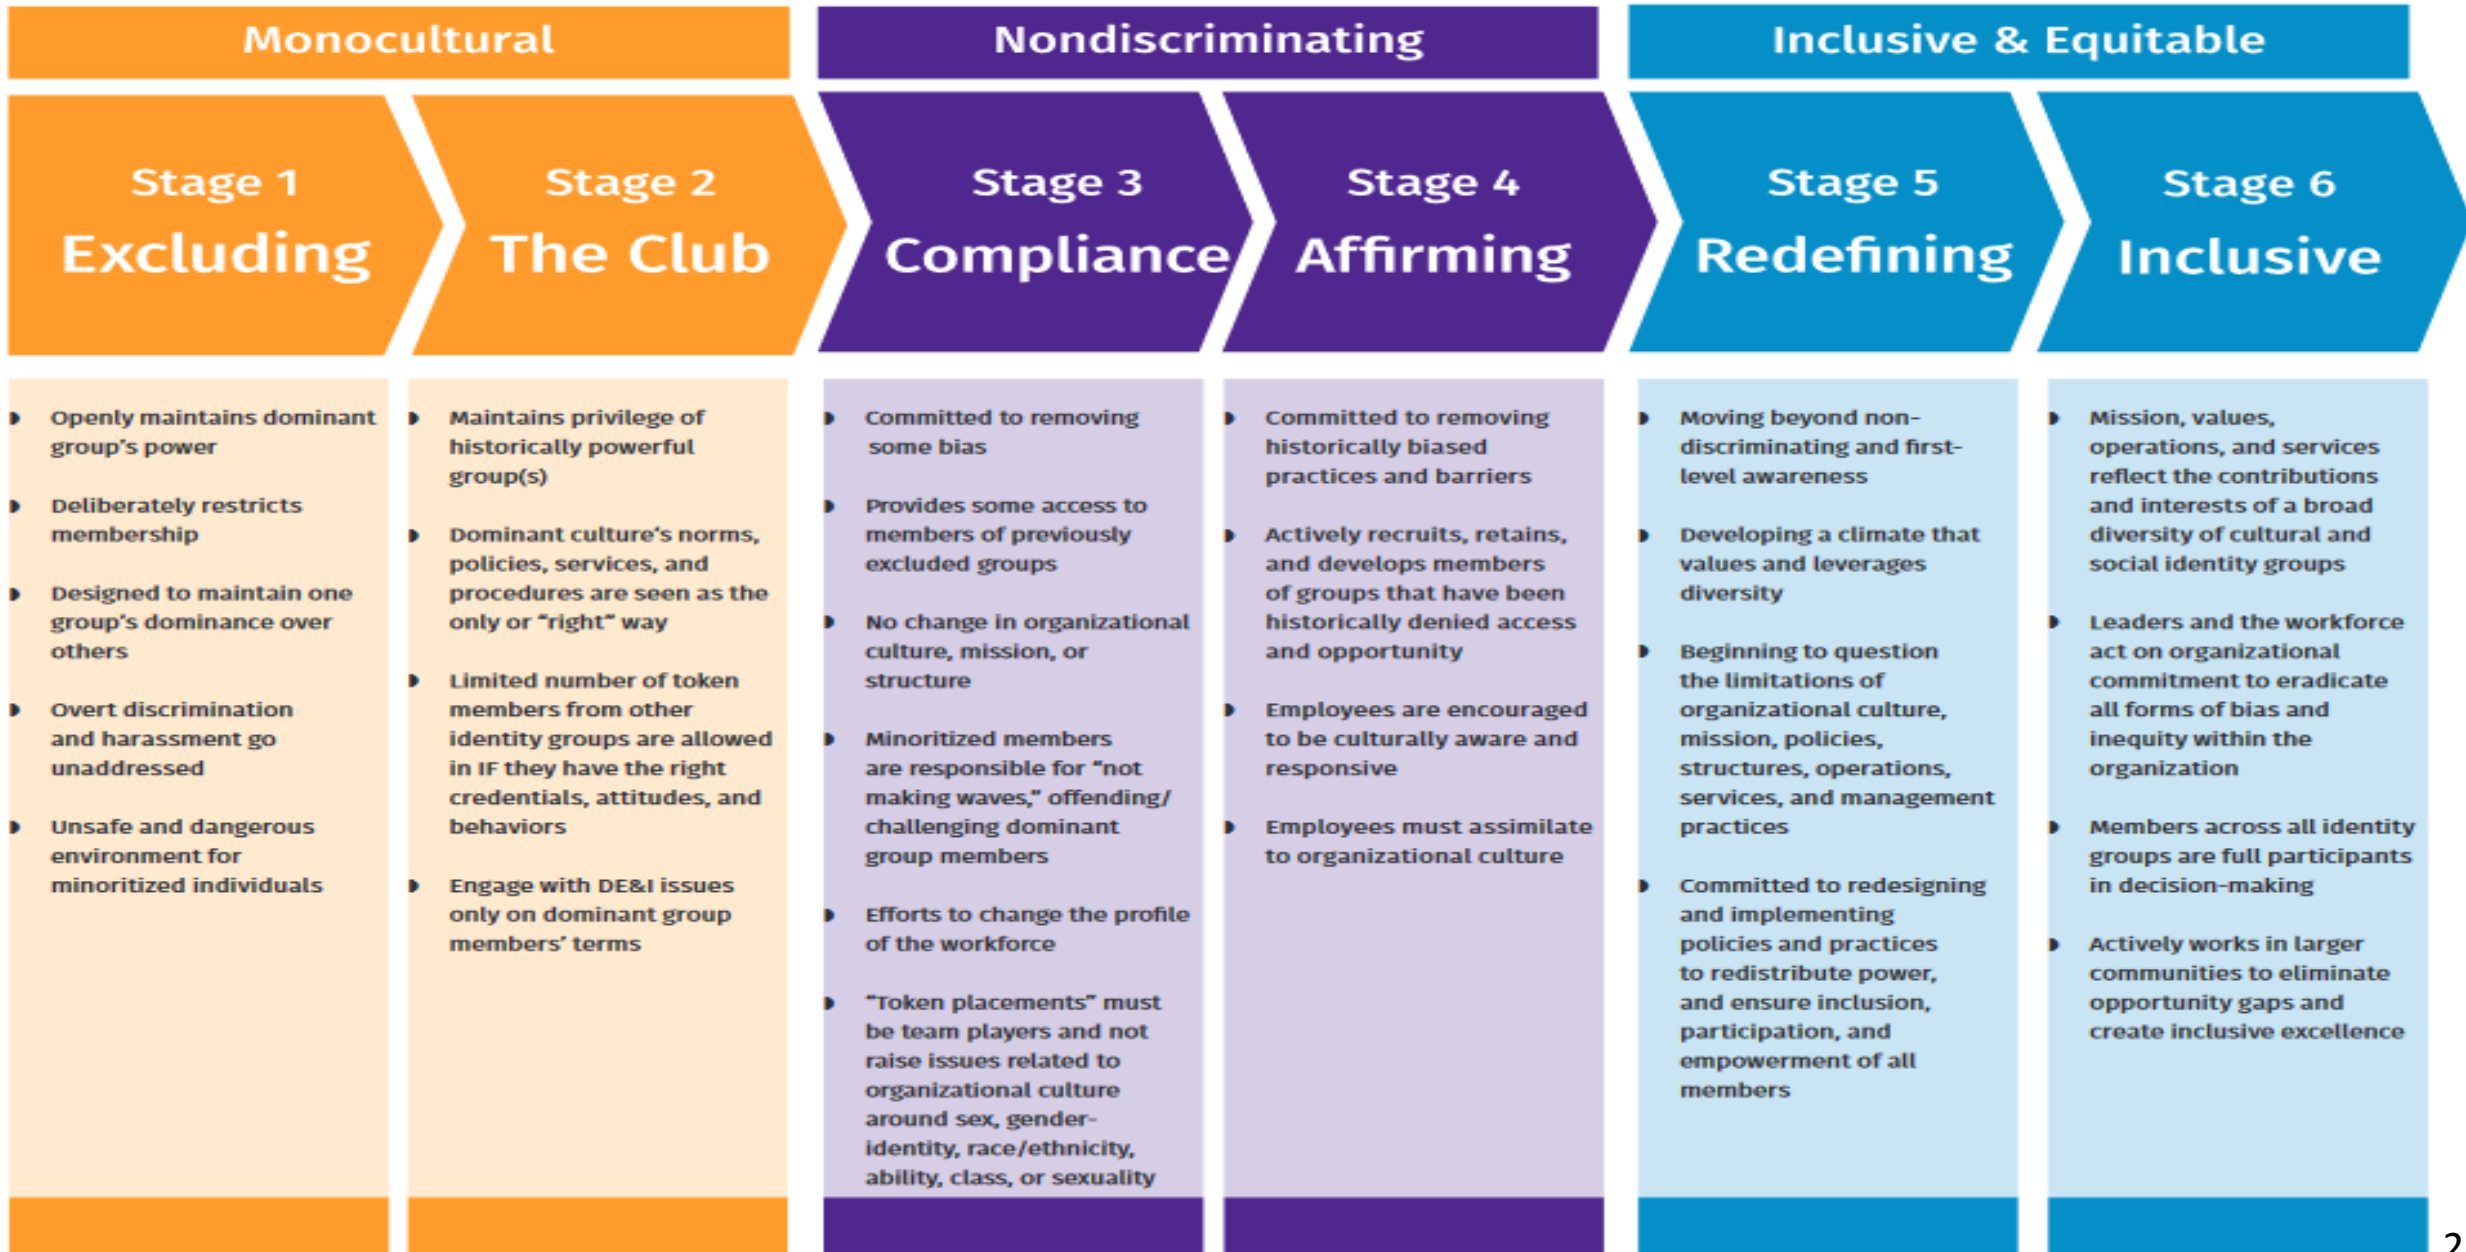 Monocultural
Nondiscriminating
Inclusive & Equitable
Stage 1
Excluding
Stage 2
The Club
Stage 3
Compliance
Stage 4
Affirming
Stage 5
Redefining
Stage 6
Inclusive
Openly maintains dominant
group's power
Deliberately restricts
membership
Designed to maintain one
group's dominance over
others
Overt discrimination
and harassment go
unaddressed
Unsafe and dangerous
environment for
minoritized individuals
Maintains privilege of
historically powerful
group(s)
Dominant culture's norms,
policies, services, and
procedures are seen as the
only or "right" way
Limited number of token
members from other
identity groups are allowed
in IF they have the right
credentials, attitudes, and
behaviors
Engage with DE&I issues
only on dominant group
members' terms
Committed to removing
some bias
Provides some access to
members of previously
excluded groups
No change in organizational
culture, mission, or
structure
Minoritized members
are responsible for "not
making waves," offending/
challenging dominant
group members
Efforts to change the profile
of the workforce
"Token placements" must
be team players and not
raise issues related to
organizational culture
around sex, gender-
identity, race/ethnicity,
ability, class, or sexuality
Committed to removing
historically biased
practices and barriers
Actively recruits, retains,
and develops members
of groups that have been
historically denied access
and opportunity
Employees are encouraged
to be culturally aware and
responsive
Employees must assimilate
to organizational culture
Moving beyond non-
discriminating and first-
level awareness
Developing a climate that
values and leverages
diversity
Beginning to question
the limitations of
organizational culture,
mission, policies,
structures, operations,
services, and management
practices
Committed to redesigning
and implementing
policies and practices
to redistribute power,
and ensure inclusion,
participation, and
empowerment of all
members
Mission, values,
operations, and services
reflect the contributions
and interests of a broad
diversity of cultural and
social identity groups
Leaders and the workforce
act on organizational
commitment to eradicate
all forms of bias and
inequity within the
organization
Members across all identity
groups are full participants
in decision-making
Actively works in larger
communities to eliminate
opportunity gaps and
create inclusive excellence
2